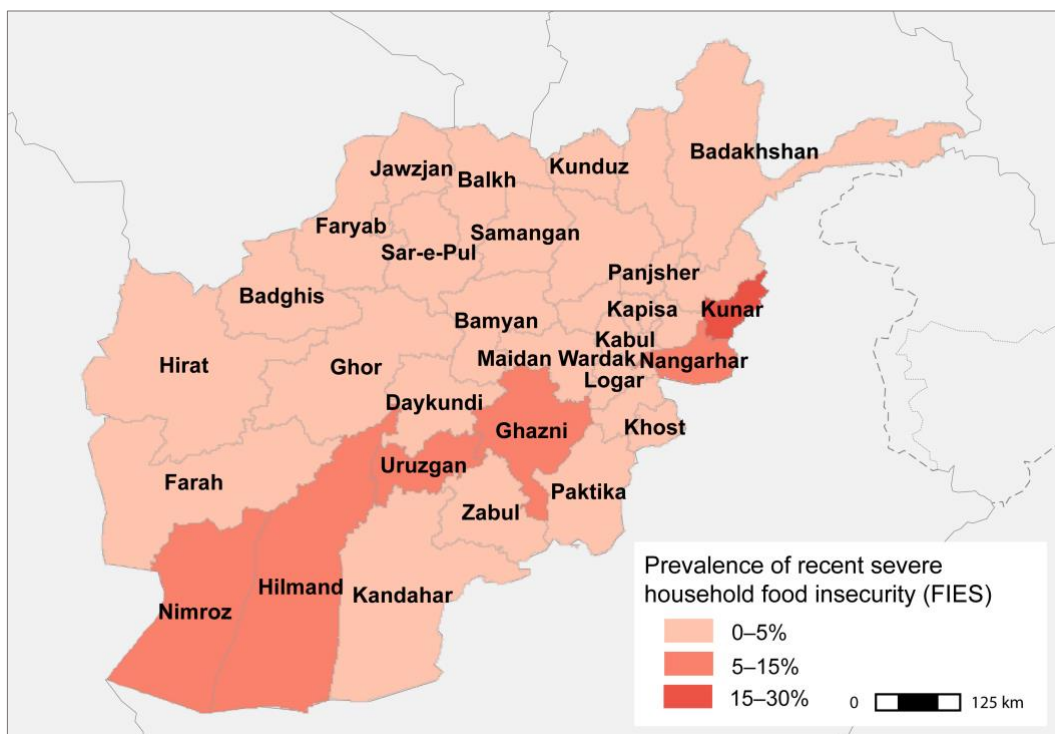 Badakhshan
Jawzjan
Balkh
Kunduz
Faryab
Samangan
Sar-e-Pul
Panjsher
Badghis
Kapisa
Kunar
Bamyan
Kabul
Hirat
Ghor
Maidan Wardak
Nangarhar
Logar
Daykundi
Khost
Ghazni
Uruzgan
Farah
Paktika
Zabul
Hilmand
Kandahar
Nimroz
Prevalence of recent severe
household food insecurity (FIES)
0–5%
5–15%
15–30%
0 125 km